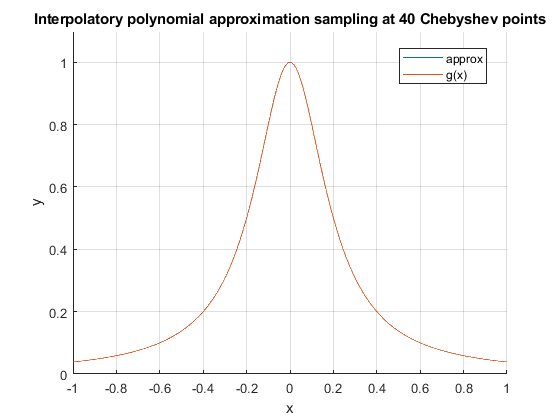 Interpolatory polynomial approximation sampling at 40 Chebyshev points
approx
g(x)
1
0.8
0.6
0.4
0.2
0
y
-1 -0.8 -0.6 -0.4 -0.2 0 0.2 0.4 0.6 0.8 1
x